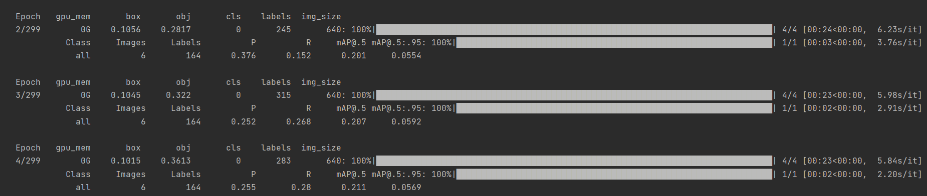 Epoch gpu_mem box obj cls labels img_size
2/299 0G 0.1056 0.2817 0 245 640: 100%| | 4/4 [00:24<00:00, 6.23s/it]
Class Images Labels P R mAP@.5 mAP@.5:.95: 100%| | 1/1 [00:03<00:00, 3.76s/it]
all 6 164 0.376 0.152 0.201 0.0554
Epoch gpu_mem box obj cls labels img_size
3/299 0G 0.1045 0.322 0 315 640: 100%| | 4/4 [00:23<00:00, 5.98s/it]
Class Images Labels P R mAP@.5 mAP@.5:.95: 100%| | 1/1 [00:02<00:00, 2.91s/it]
all 6 164 0.252 0.268 0.207 0.0592
Epoch gpu_mem box obj cls labels img_size
4/299 0G 0.1015 0.3613 0 283 640: 100%| | 4/4 [00:23<00:00, 5.84s/it]
Class Images Labels P R mAP@.5 mAP@.5:.95: 100%| | 1/1 [00:02<00:00, 2.20s/it]
all 6 164 0.255 0.28 0.211 0.0569